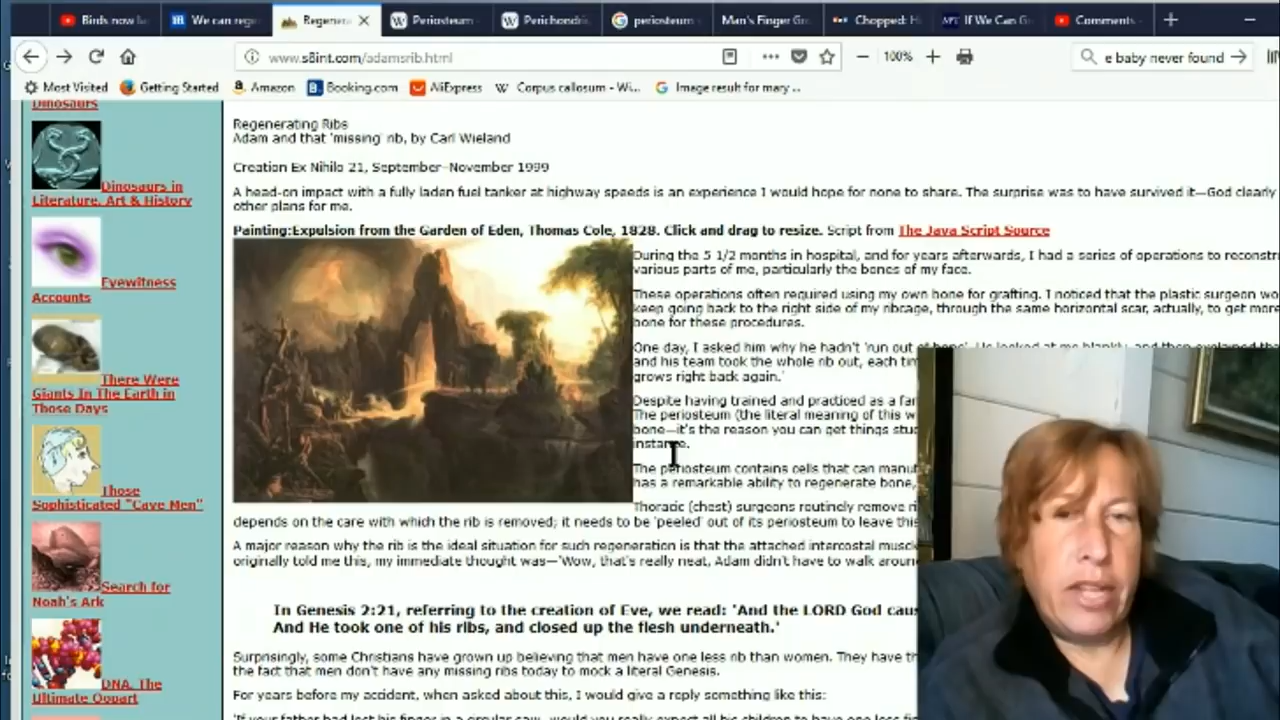 Birds now ha
We can rege
Regenera
Periosteum
Perichondri
periosteum
Man's Finger Gr
Chopped: H
If We Can G
Comments -
www.s8int.com/adamsrib.html
100%
e baby never found
Most Visited
Getting Started
Amazon
Booking.com
AliExpress
Corpus callosum - Wi...
Image result for mary ...
Dinosaurs
Dinosaurs in
Literature, Art & History
Eyewitness
Accounts
There Were
Giants In The Earth in
Those Days
Those
Sophisticated "Cave Men"
Search for
Noah's Ark
DNA, The
Ultimate Oopart
Regenerating Ribs
Adam and that 'missing' rib, by Carl Wieland
Creation Ex Nihilo 21, September–November 1999
A head-on impact with a fully laden fuel tanker at highway speeds is an experience I would hope for none to share. The surprise was to have survived it—God clearly
other plans for me.
Painting:Expulsion from the Garden of Eden, Thomas Cole, 1828. Click and drag to resize. Script from The Java Script Source
During the 5 1/2 months in hospital, and for years afterwards, I had a series of operations to reconstr
various parts of me, particularly the bones of my face.
These operations often required using my own bone for grafting. I noticed that the plastic surgeon wo
keep going back to the right side of my ribcage, through the same horizontal scar, actually, to get more
bone for these procedures.
One day, I asked him why he hadn't 'run out of bone'. He looked at me blankly, and then explained tha
and his team took the whole rib out, each tim
grows right back again.'
Despite having trained and practiced as a fam
The periosteum (the literal meaning of this w
bone—it's the reason you can get things stuc
instance.
The periosteum contains cells that can manuf
has a remarkable ability to regenerate bone,
Thoracic (chest) surgeons routinely remove r
depends on the care with which the rib is removed; it needs to be 'peeled' out of its periosteum to leave this
A major reason why the rib is the ideal situation for such regeneration is that the attached intercostal muscl
originally told me this, my immediate thought was—'Wow, that's really neat, Adam didn't have to walk aroun
In Genesis 2:21, referring to the creation of Eve, we read: 'And the LORD God cau
And He took one of his ribs, and closed up the flesh underneath.'
Surprisingly, some Christians have grown up believing that men have one less rib than women. They have th
the fact that men don't have any missing ribs today to mock a literal Genesis.
For years before my accident, when asked about this, I would give a reply something like this:
'If your father had lost his finger in a circular saw, would you really expect all his children to have one less fi